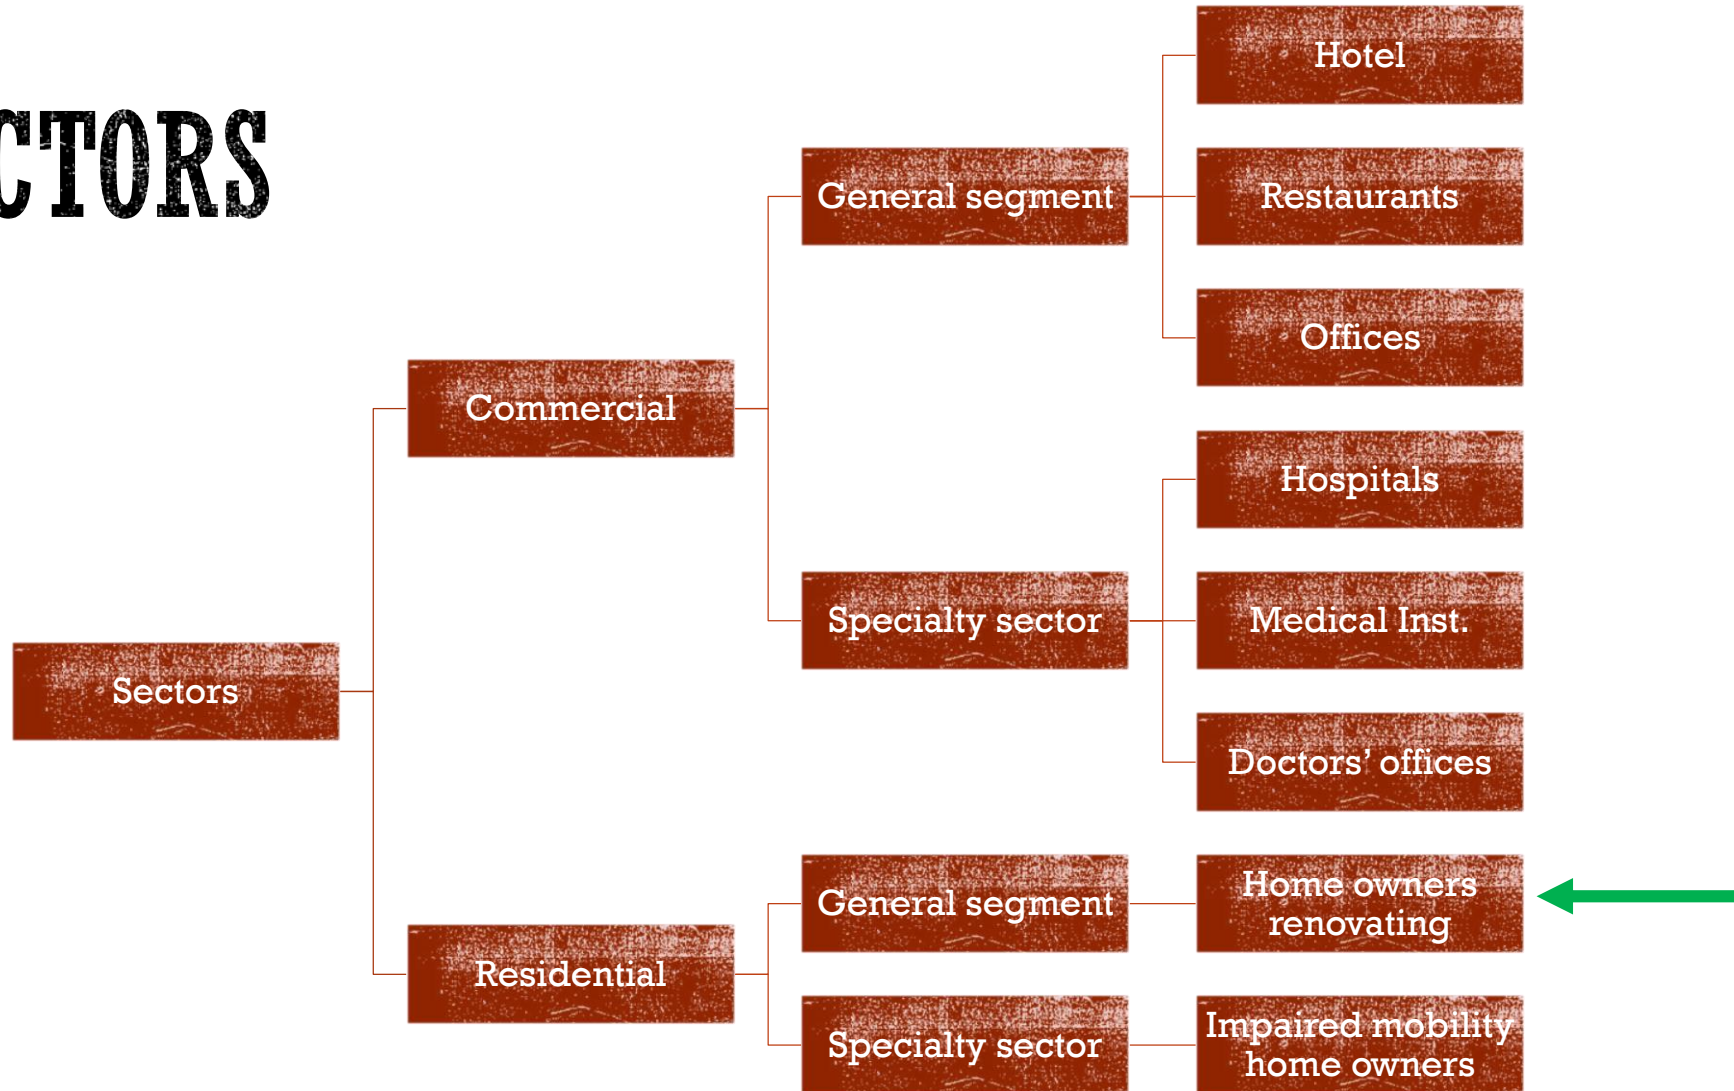 CTORS
Hotel
General segment
Restaurants
Offices
Commercial
Hospitals
Specialty sector
Medical Inst.
Sectors
Doctors’ offices
General segment
Home owners
renovating
Residential
Specialty sector
Impaired mobility
home owners